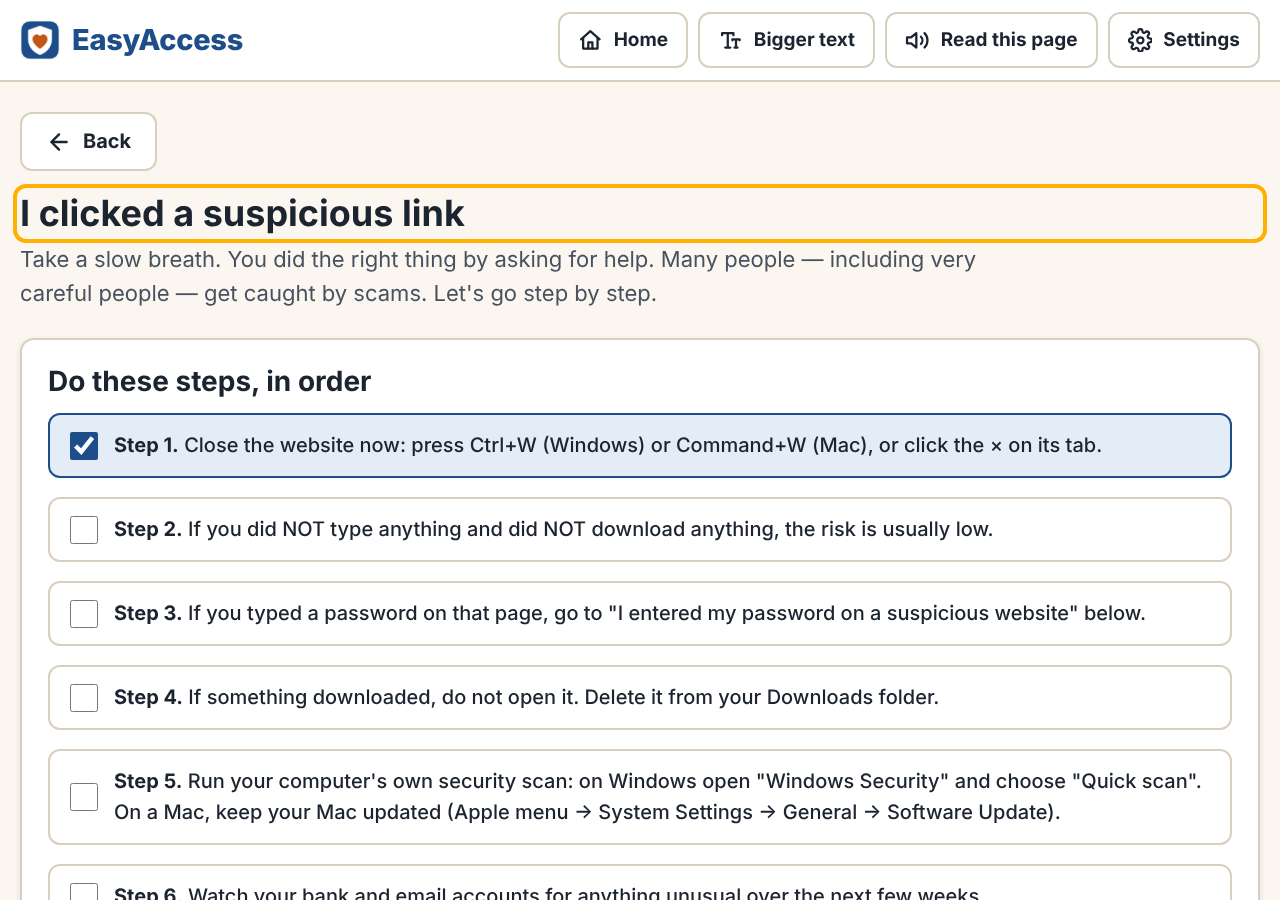 EasyAccess
Home
Bigger text
Read this page
Settings
Back
I clicked a suspicious link
Take a slow breath. You did the right thing by asking for help. Many people — including very
careful people — get caught by scams. Let's go step by step.
Do these steps, in order
Step 1. Close the website now: press Ctrl+W (Windows) or Command+W (Mac), or click the × on its tab.
Step 2. If you did NOT type anything and did NOT download anything, the risk is usually low.
Step 3. If you typed a password on that page, go to "I entered my password on a suspicious website" below.
Step 4. If something downloaded, do not open it. Delete it from your Downloads folder.
Step 5. Run your computer's own security scan: on Windows open "Windows Security" and choose "Quick scan".
On a Mac, keep your Mac updated (Apple menu → System Settings → General → Software Update).
Step 6. Watch your bank and email accounts for anything unusual over the next few weeks.